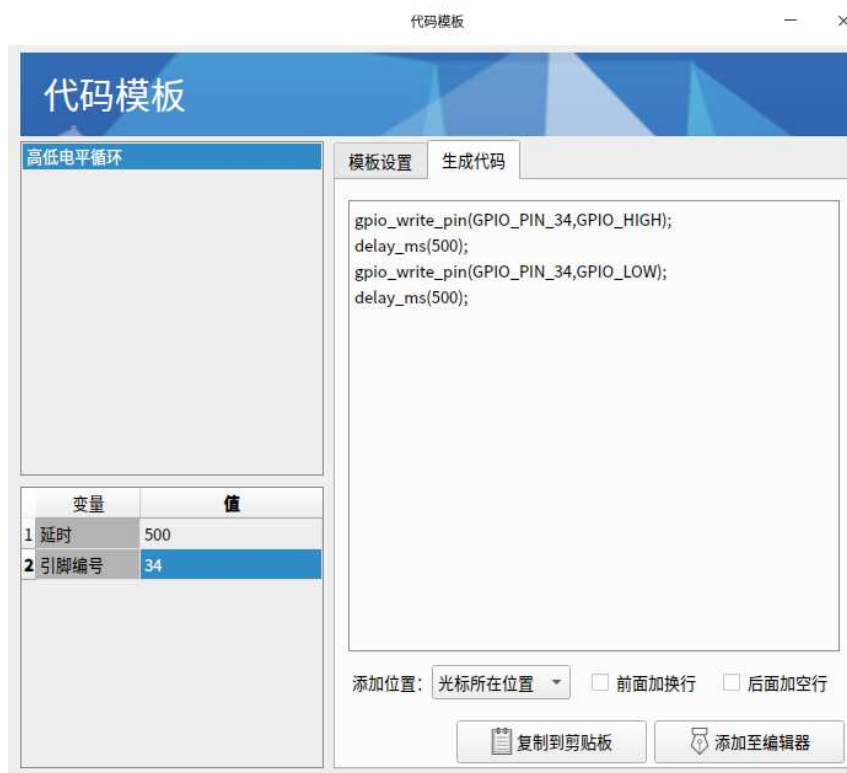 代码模板
代码模板
高低电平循环
模板设置 生成代码
gpio_write_pin(GPIO_PIN_34,GPIO_HIGH);
delay_ms(500);
gpio_write_pin(GPIO_PIN_34,GPIO_LOW);
delay_ms(500);
变量 值
1 延时 500
2 引脚编号 34
添加位置： 光标所在位置 前面加换行 后面加空行
复制到剪贴板 添加至编辑器